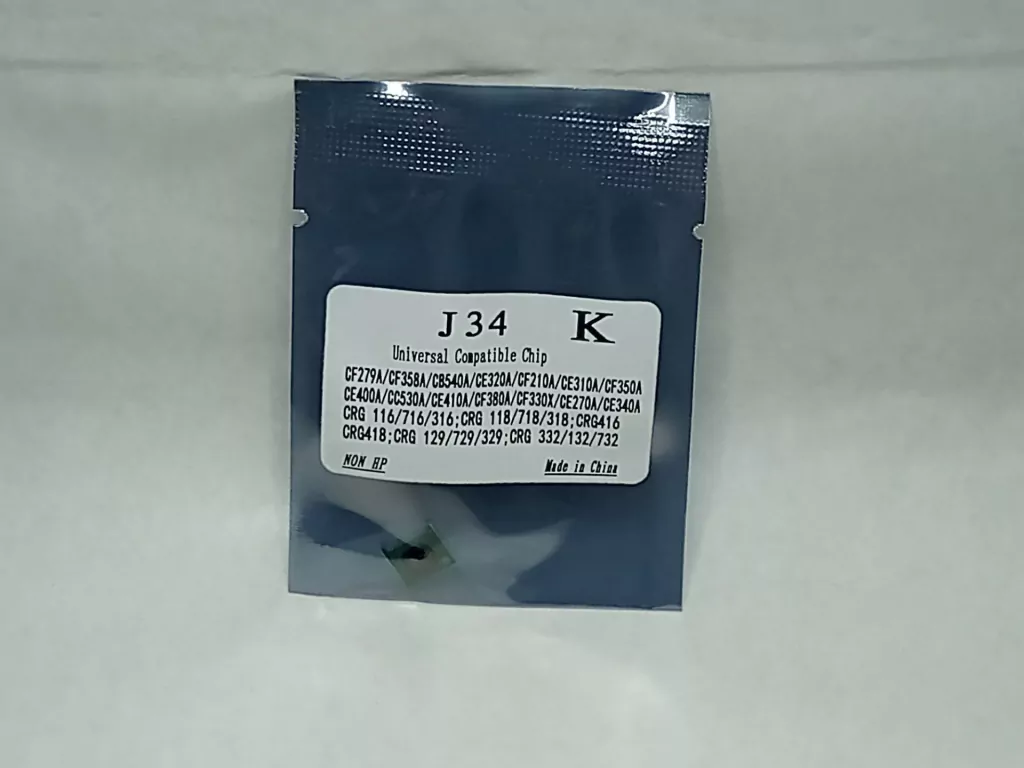 J34 K
Universal Compatible Chip
CF279A/CF358A/CB540A/CE320A/CF210A/CE310A/CF350A
CE400A/CC530A/CE410A/CF380A/CF330X/CE270A/CE340A
CRG 116/716/316;CRG 118/718/318;CRG416
CRG418;CRG 129/729/329;CRG 332/132/732
NON HP Made in China